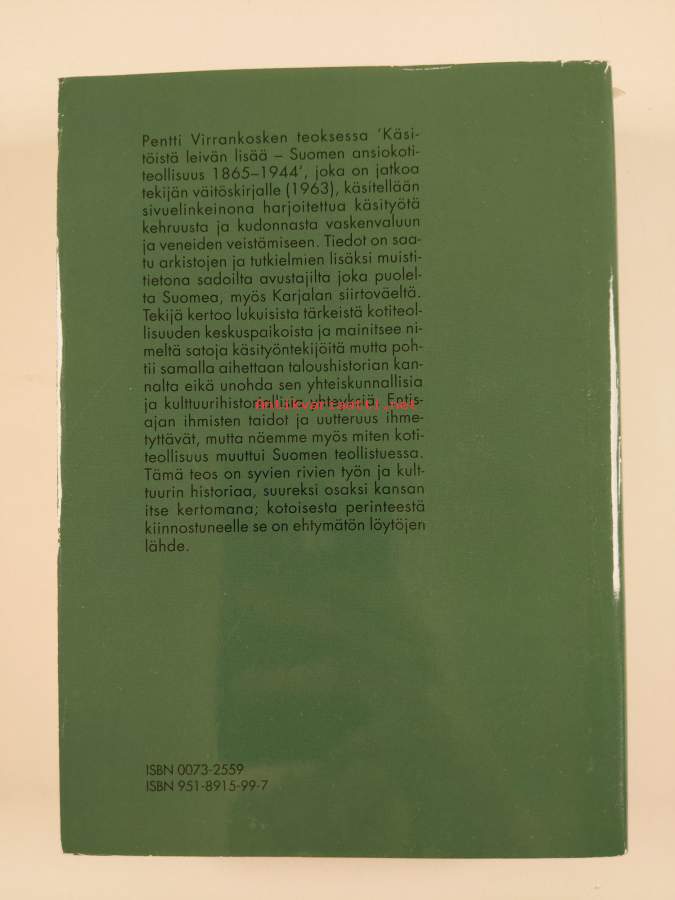 Pentti Virrankosken teoksessa ’Käsi-
töistä leivän lisää – Suomen ansiokoti-
teollisuus 1865–1944’, joka on jatkoa
tekijän väitöskirjalle (1963), käsitellään
sivuelinkeinona harjoitettua käsityötä
kehruusta ja kudonnasta vaskenvaluun
ja veneiden veistämiseen. Tiedot on saa-
tu arkistojen ja tutkielmien lisäksi muisti-
tietona sadoilta avustajilta joka puolel-
ta Suomea, myös Karjalan siirtoväeltä.
Tekijä kertoo lukuisista tärkeistä kotiteol-
lisuuden keskuspaikoista ja mainitsee ni-
meltä satoja käsityöntekijöitä mutta poh-
tii samalla aihettaan taloushistorian kan-
nalta eikä unohda sen yhteiskunnallisia
ja kulttuurihistoriallisia yhteyksiä. Entis-
antikvariaatti.net
ajan ihmisten taidot ja uutteruus ihme-
tyttävät, mutta näemme myös miten koti-
teollisuus muuttui Suomen teollistuessa.
Tämä teos on syvien rivien työn ja kult-
tuurin historiaa, suureksi osaksi kansan
itse kertomana; kotoisesta perinteestä
kiinnostuneelle se on ehtymätön löytöjen
lähde.
ISBN 0073-2559
ISBN 951-8915-99-7